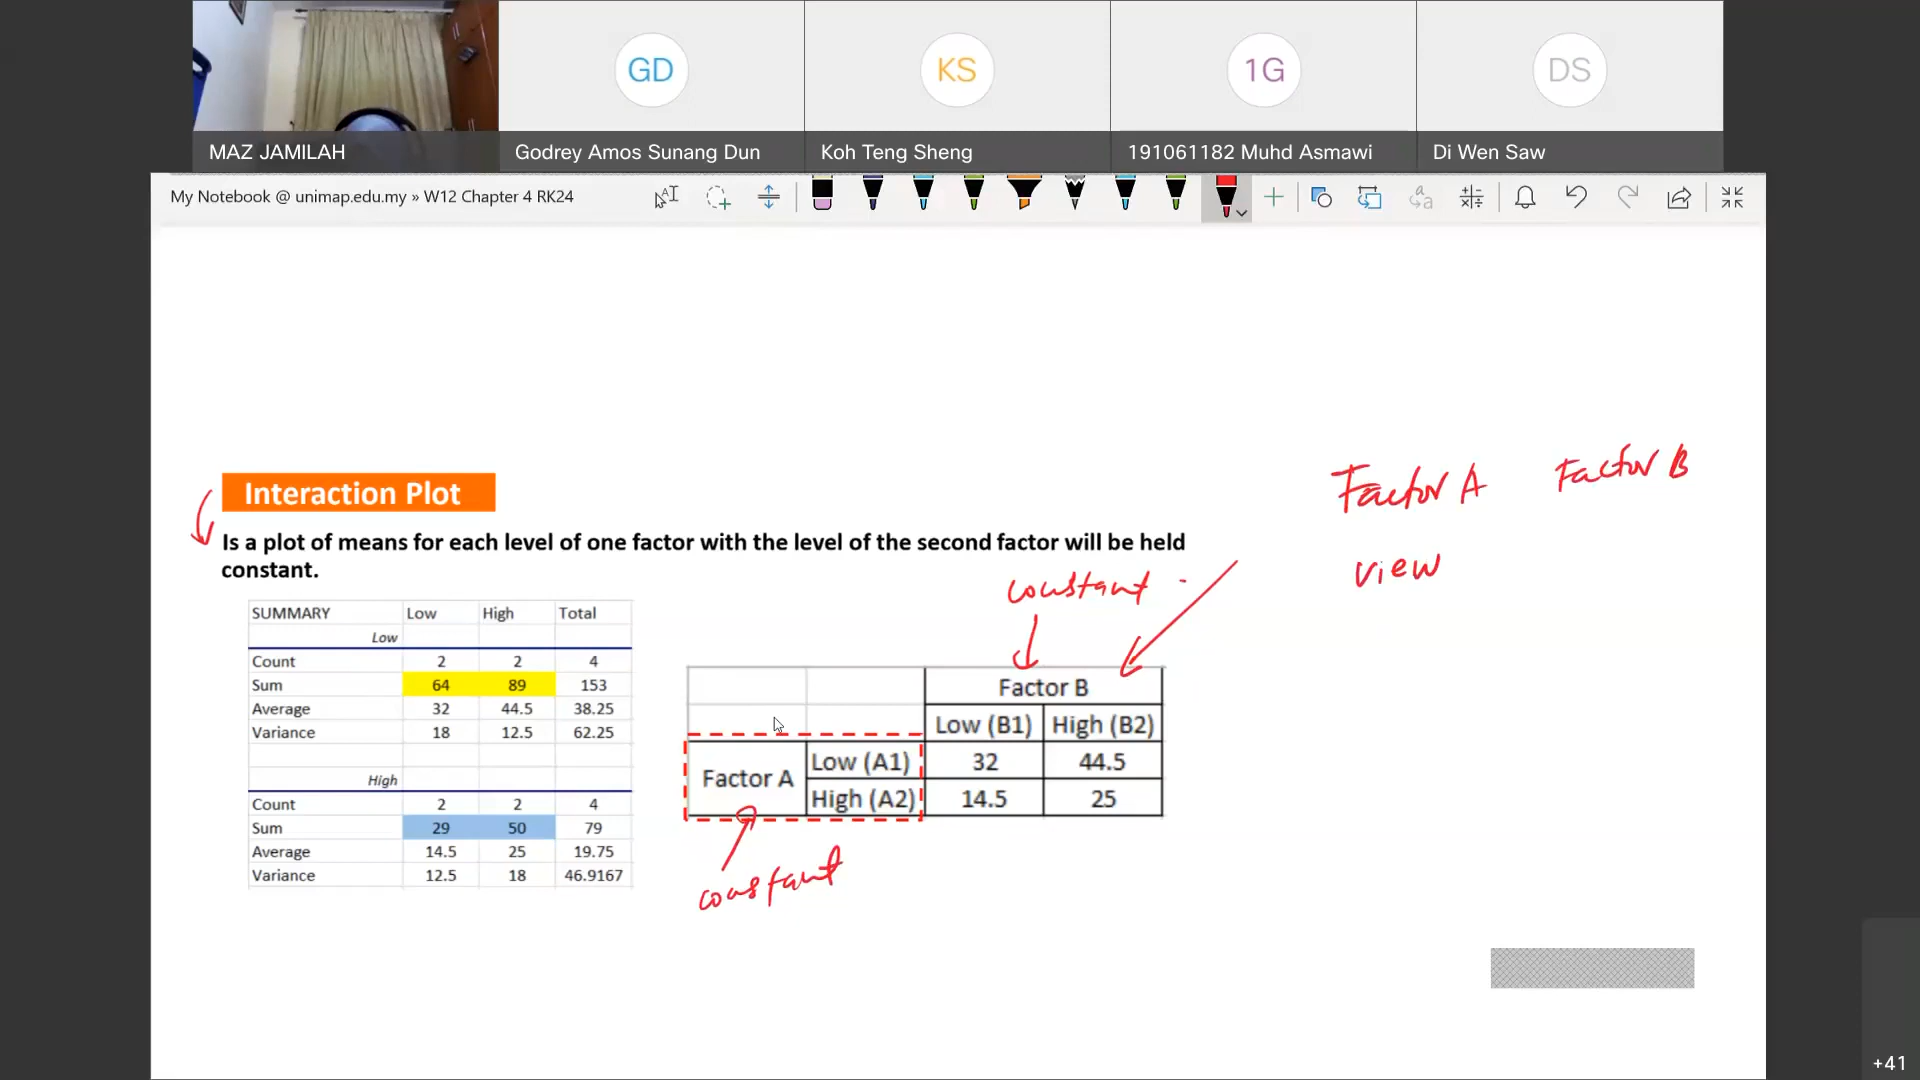 GD
KS
1G
DS
MAZ JAMILAH
Godrey Amos Sunang Dun
Koh Teng Sheng
191061182 Muhd Asmawi
Di Wen Saw
My Notebook @ unimap.edu.my » W12 Chapter 4 RK24
Factor A Factor B
Interaction Plot
Is a plot of means for each level of one factor with the level of the second factor will be held
constant.
view
constant
SUMMARY Low High Total
Low
Count 2 2 4
Sum 64 89 153
Average 32 44.5 38.25
Variance 18 12.5 62.25
High
Count 2 2 4
Sum 29 50 79
Average 14.5 25 19.75
Variance 12.5 18 46.9167
Factor B
Low (B1) High (B2)
Factor A Low (A1) 32 44.5
High (A2) 14.5 25
constant
+41